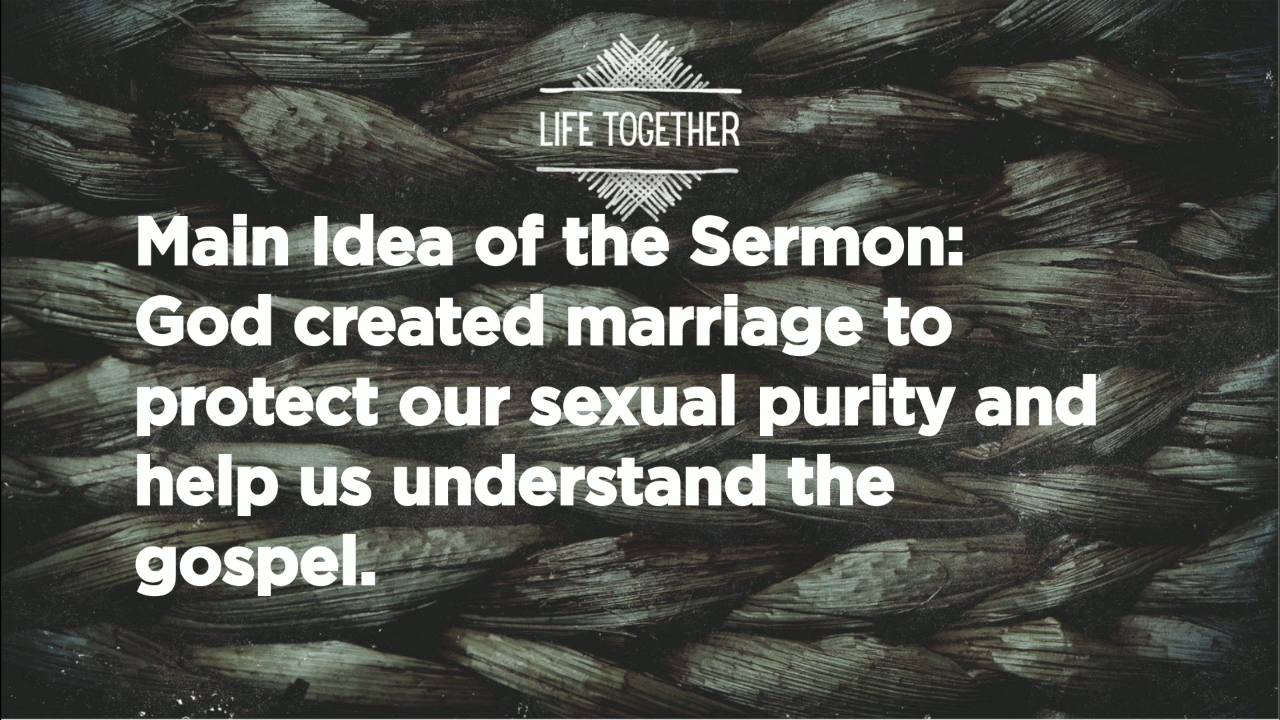 LIFE TOGETHER
Main Idea of the Sermon:
God created marriage to
protect our sexual purity and
help us understand the
gospel.